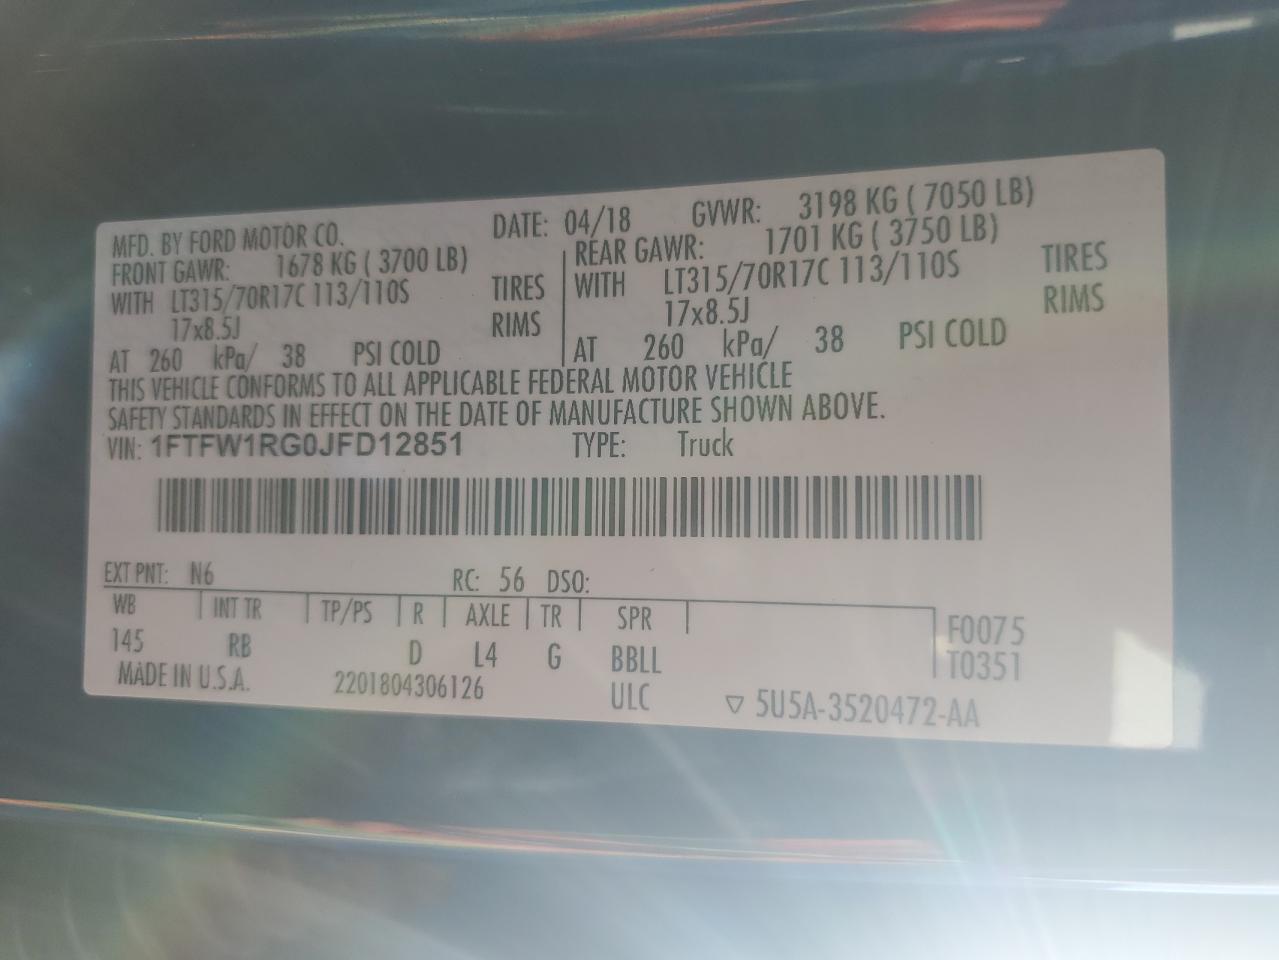 MFD. BY FORD MOTOR CO. DATE: 04/18 GVWR: 3198 KG ( 7050 LB)
FRONT GAWR: 1678 KG ( 3700 LB) REAR GAWR: 1701 KG ( 3750 LB)
WITH LT315/70R17C 113/110S TIRES WITH LT315/70R17C 113/110S TIRES
17x8.5J RIMS 17x8.5J RIMS
AT 260 kPa/ 38 PSI COLD AT 260 kPa/ 38 PSI COLD
THIS VEHICLE CONFORMS TO ALL APPLICABLE FEDERAL MOTOR VEHICLE
SAFETY STANDARDS IN EFFECT ON THE DATE OF MANUFACTURE SHOWN ABOVE.
VIN: 1FTFW1RG0JFD12851 TYPE: Truck
EXT PNT: N6 RC: 56 DSO:
WB INT TR TP/PS R AXLE TR SPR F0075
145 RB D L4 G BBLL T0351
MADE IN U.S.A. 2201804306126 ULC ▽ 5U5A-3520472-AA